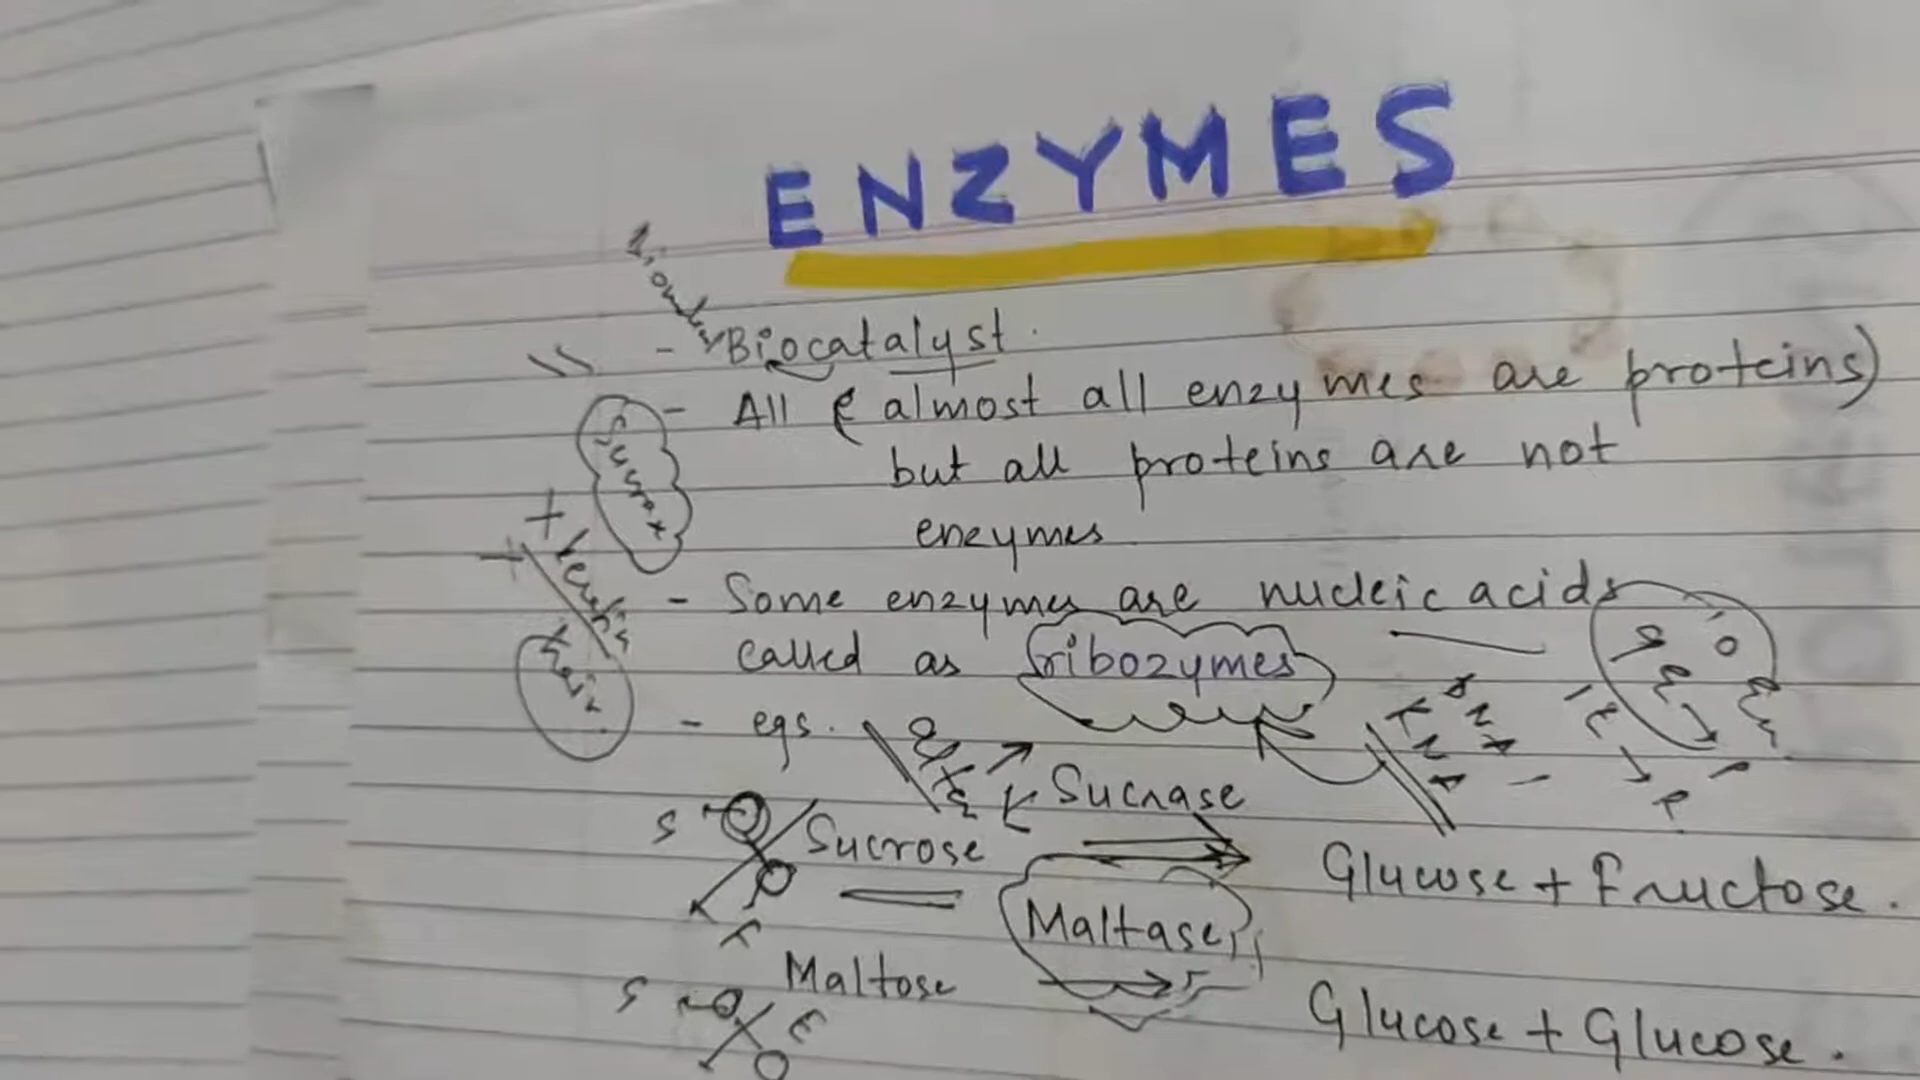 ENZYMES
- Biocatalyst.
- All ( almost all enzymes are proteins)
but all proteins are not
enzymes
- Some enzymes are nucleic acids
called as ribozymes
- egs.
Sucrase
Sucrose → Glucose + Fructose.
Maltase
Maltose → Glucose + Glucose.